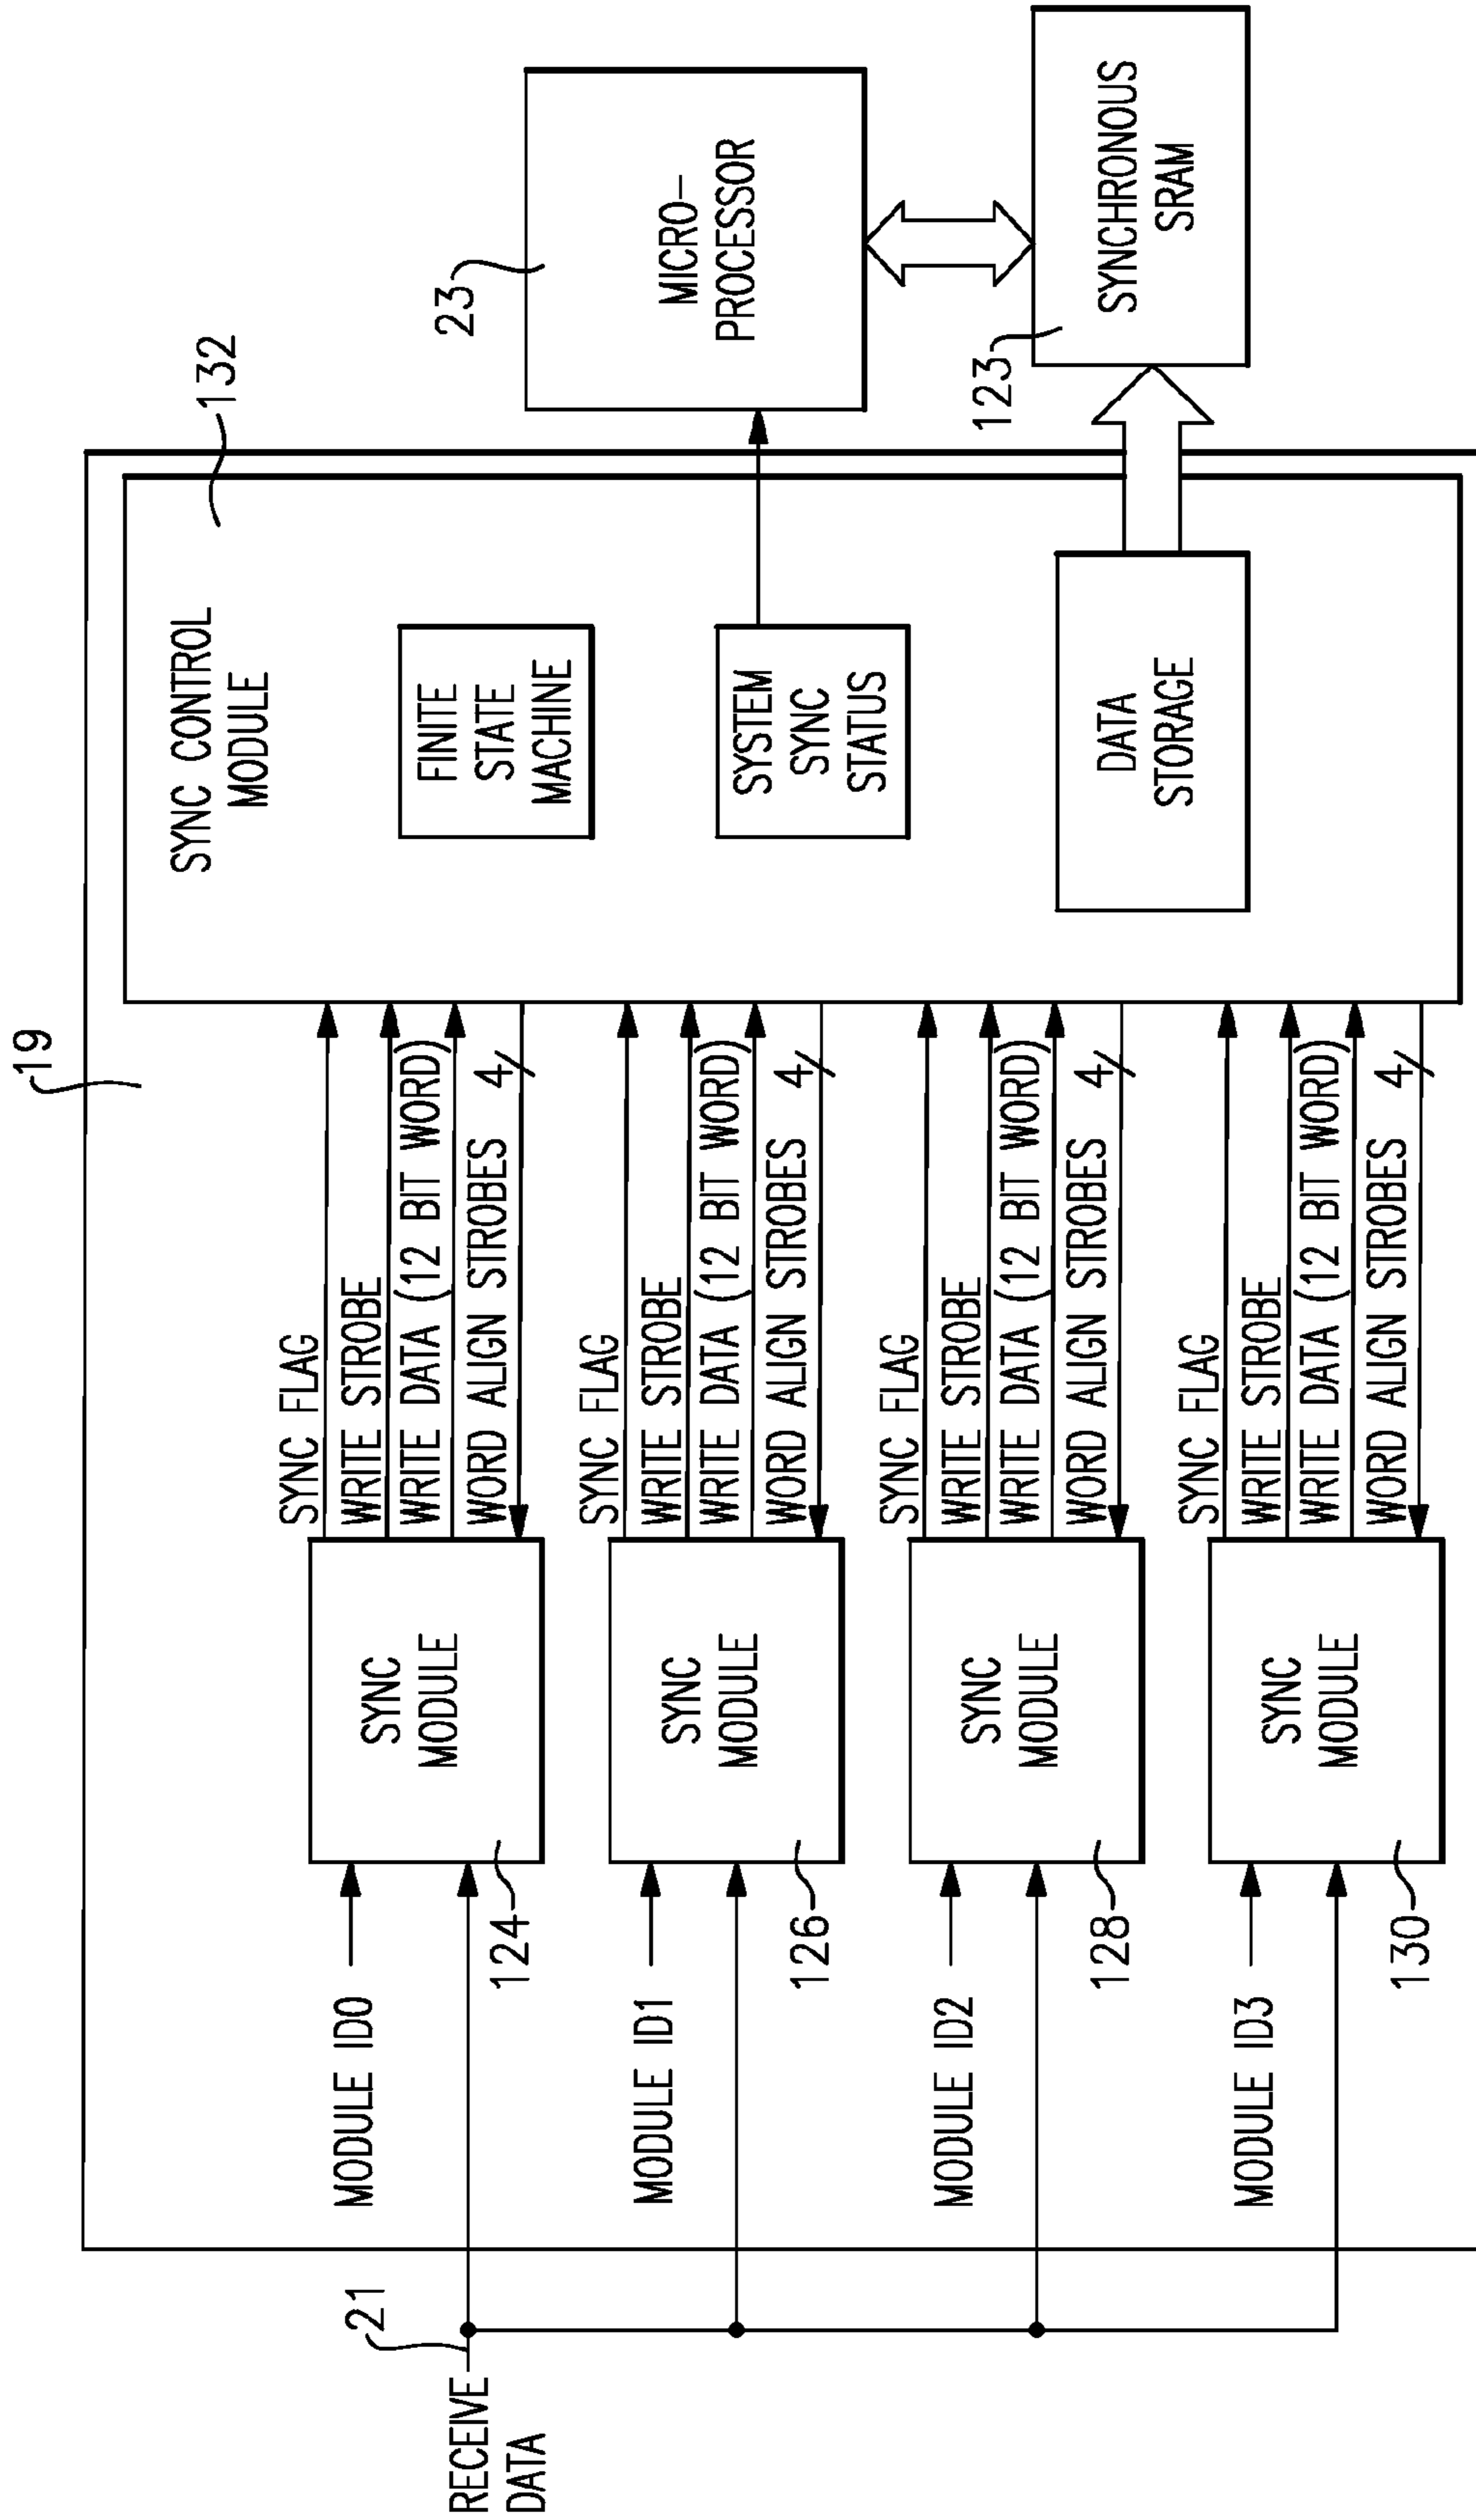 19
132
SYNC CONTROL
MODULE
23
MICRO–
PROCESSOR
FINITE
STATE
MACHINE
SYSTEM
SYNC
STATUS
DATA
STORAGE
123
SYNCHRONOUS
SRAM
RECEIVE
DATA
21
MODULE ID0
124
SYNC
MODULE
SYNC FLAG
WRITE STROBE
WRITE DATA (12 BIT WORD)
WORD ALIGN STROBES
4
MODULE ID1
126
SYNC
MODULE
SYNC FLAG
WRITE STROBE
WRITE DATA (12 BIT WORD)
WORD ALIGN STROBES
4
MODULE ID2
128
SYNC
MODULE
SYNC FLAG
WRITE STROBE
WRITE DATA (12 BIT WORD)
WORD ALIGN STROBES
4
MODULE ID3
130
SYNC
MODULE
SYNC FLAG
WRITE STROBE
WRITE DATA (12 BIT WORD)
WORD ALIGN STROBES
4